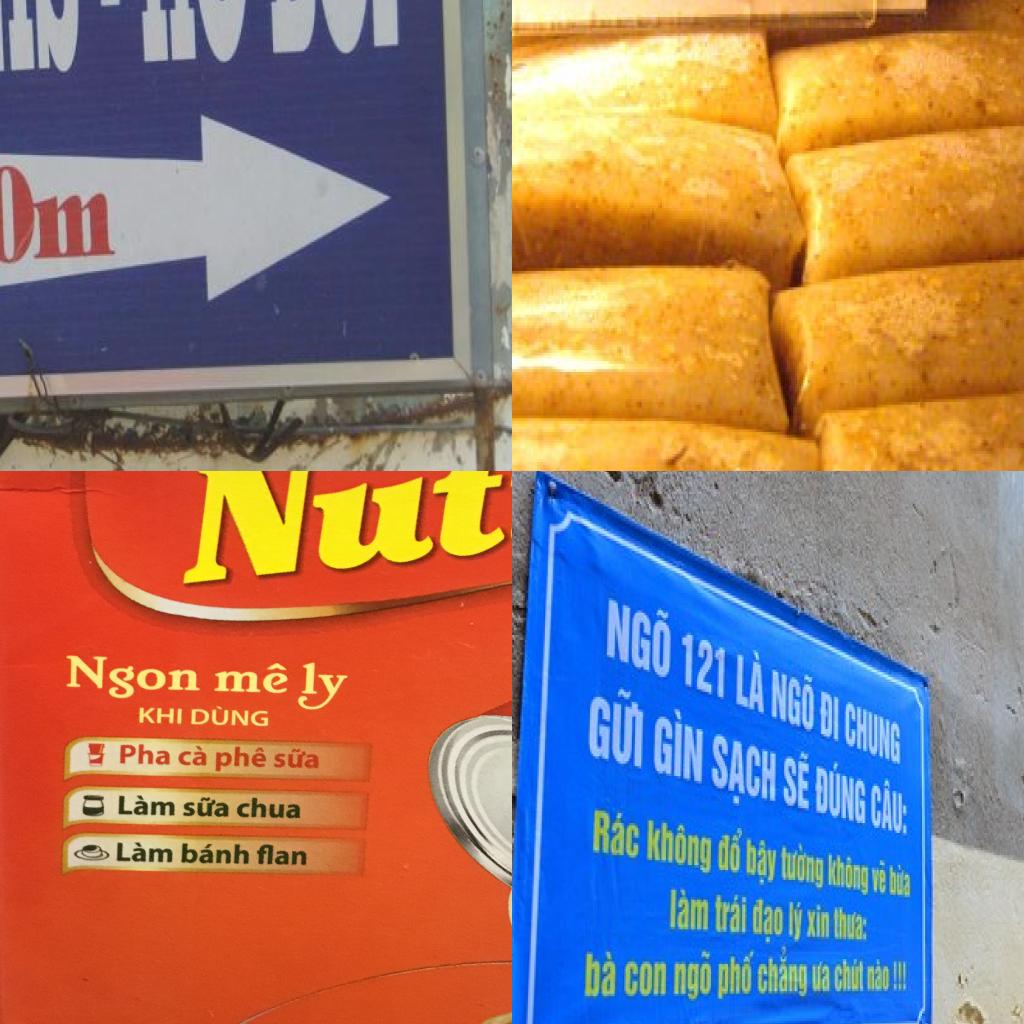 0m
Nut
Ngon mê ly
KHI DÙNG
Pha cà phê sữa
Làm sữa chua
Làm bánh flan
NGÕ 121 LÀ NGÕ ĐI CHUNG
GỮI GÌN SẠCH SẼ ĐÚNG CÂU:
Rác không đổ bậy tường không vẽ bừa
làm trái đạo lý xin thưa:
bà con ngõ phố chẳng ưa chút nào !!!